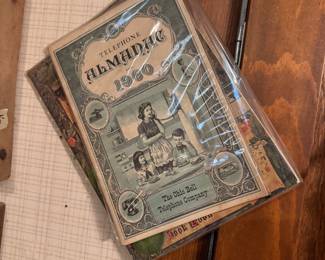 TELEPHONE
ALMANAC
1960
The Ohio Bell
Telephone Company